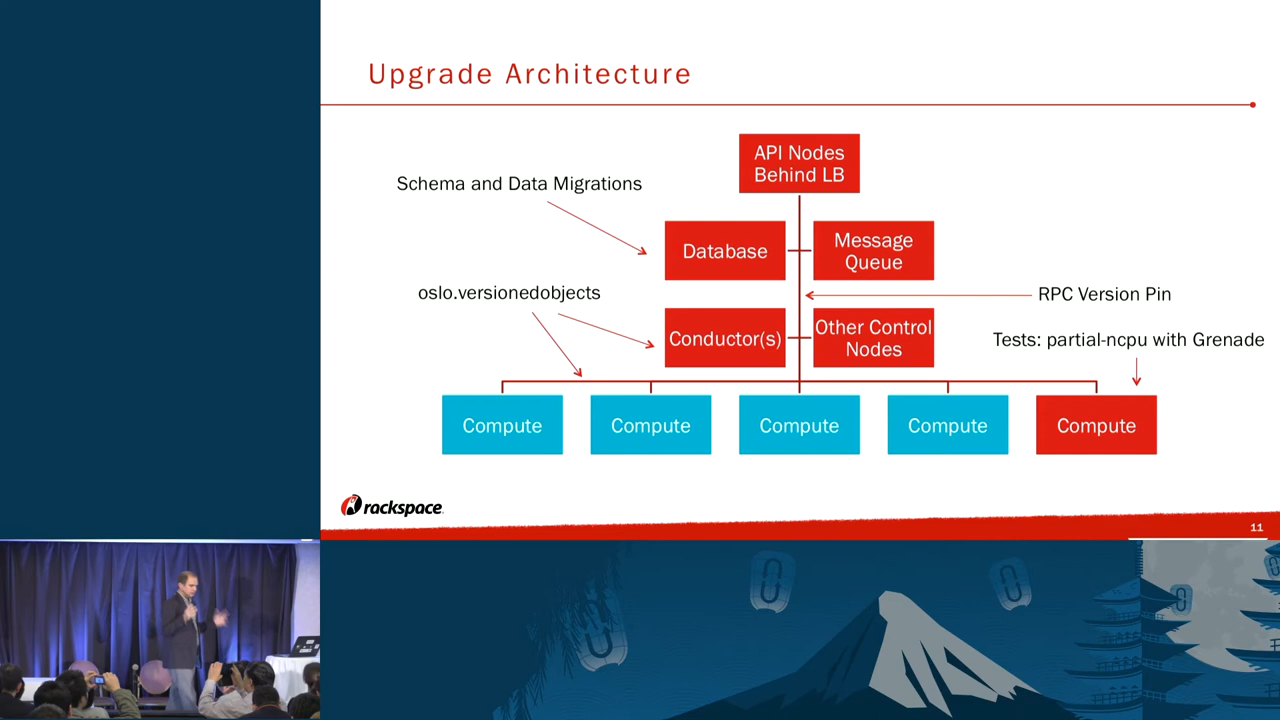 Upgrade Architecture
API Nodes
Behind LB
Schema and Data Migrations
Database
Message
Queue
oslo.versionedobjects
RPC Version Pin
Conductor(s)
Other Control
Nodes
Tests: partial-ncpu with Grenade
Compute
Compute
Compute
Compute
Compute
rackspace
11